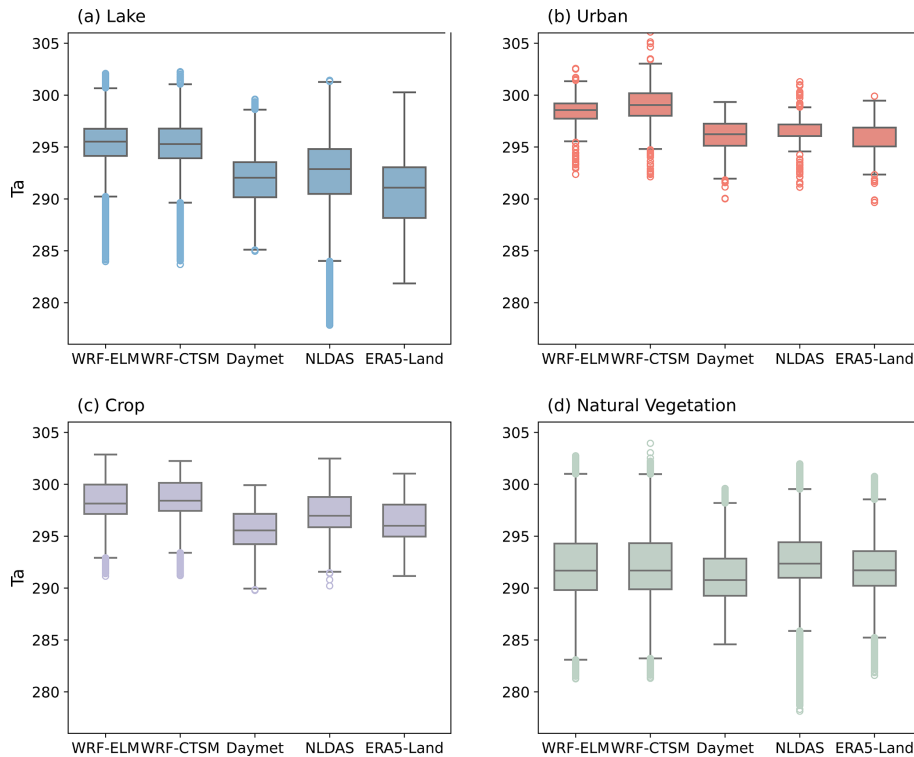 (a) Lake
(b) Urban
Ta
305
300
295
290
285
280
WRF-ELM WRF-CTSM Daymet NLDAS ERA5-Land
305
300
295
290
285
280
WRF-ELM WRF-CTSM Daymet NLDAS ERA5-Land
(c) Crop
(d) Natural Vegetation
Ta
305
300
295
290
285
280
WRF-ELM WRF-CTSM Daymet NLDAS ERA5-Land
305
300
295
290
285
280
WRF-ELM WRF-CTSM Daymet NLDAS ERA5-Land